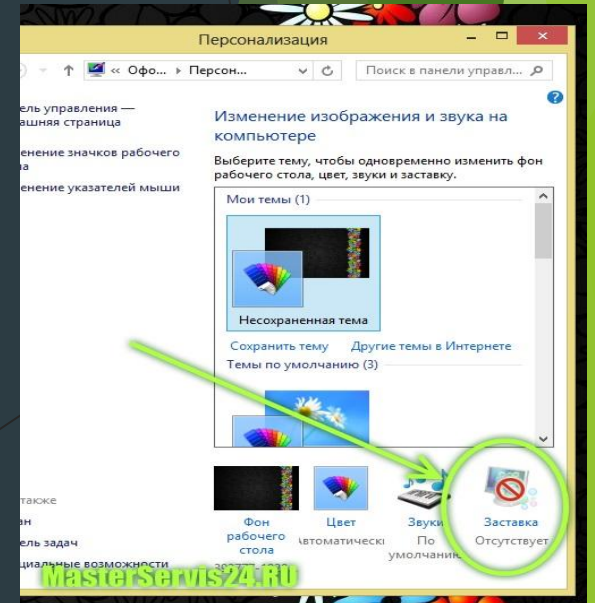 Персонализация
« Офо... ▸ Персон...
Поиск в панели управл...
ель управления —
ашняя страница
енение значков рабочего
а
енение указателей мыши
Изменение изображения и звука на
компьютере
Выберите тему, чтобы одновременно изменить фон
рабочего стола, цвет, звуки и заставку.
Мои темы (1)
Несохраненная тема
Сохранить тему Другие темы в Интернете
Темы по умолчанию (3)
также
ан
ель задач
циальные возможности
Фон
рабочего
стола
Цвет
Автоматически
Звуки
По
умолчанию
Заставка
Отсутствует
MasterServis24.RU